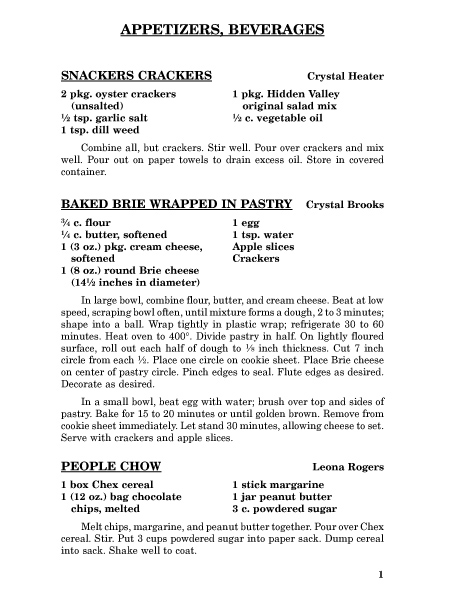 APPETIZERS, BEVERAGES
SNACKERS CRACKERS Crystal Heater
2 pkg. oyster crackers
(unsalted)
½ tsp. garlic salt
1 tsp. dill weed
1 pkg. Hidden Valley
original salad mix
½ c. vegetable oil
Combine all, but crackers. Stir well. Pour over crackers and mix
well. Pour out on paper towels to drain excess oil. Store in covered
container.
BAKED BRIE WRAPPED IN PASTRY Crystal Brooks
¾ c. flour
¼ c. butter, softened
1 (3 oz.) pkg. cream cheese,
softened
1 (8 oz.) round Brie cheese
(14½ inches in diameter)
1 egg
1 tsp. water
Apple slices
Crackers
In large bowl, combine flour, butter, and cream cheese. Beat at low
speed, scraping bowl often, until mixture forms a dough, 2 to 3 minutes;
shape into a ball. Wrap tightly in plastic wrap; refrigerate 30 to 60
minutes. Heat oven to 400°. Divide pastry in half. On lightly floured
surface, roll out each half of dough to ⅛ inch thickness. Cut 7 inch
circle from each ½. Place one circle on cookie sheet. Place Brie cheese
on center of pastry circle. Pinch edges to seal. Flute edges as desired.
Decorate as desired.
In a small bowl, beat egg with water; brush over top and sides of
pastry. Bake for 15 to 20 minutes or until golden brown. Remove from
cookie sheet immediately. Let stand 30 minutes, allowing cheese to set.
Serve with crackers and apple slices.
PEOPLE CHOW Leona Rogers
1 box Chex cereal
1 (12 oz.) bag chocolate
chips, melted
1 stick margarine
1 jar peanut butter
3 c. powdered sugar
Melt chips, margarine, and peanut butter together. Pour over Chex
cereal. Stir. Put 3 cups powdered sugar into paper sack. Dump cereal
into sack. Shake well to coat.
1